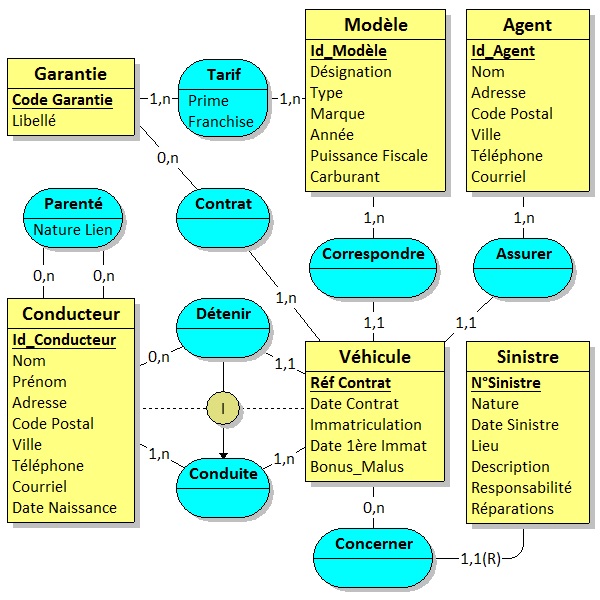 Garantie
Code Garantie
Libellé
1,n
Tarif
Prime
Franchise
1,n
Modèle
Id_Modèle
Désignation
Type
Marque
Année
Puissance Fiscale
Carburant
Agent
Id_Agent
Nom
Adresse
Code Postal
Ville
Téléphone
Courriel
0,n
Parenté
Nature Lien
Contrat
1,n
1,n
Correspondre
Assurer
0,n
0,n
1,n
1,1
1,1
Conducteur
Id_Conducteur
Nom
Prénom
Adresse
Code Postal
Ville
Téléphone
Courriel
Date Naissance
Détenir
0,n
1,1
I
1,n
1,n
Conduite
Véhicule
Réf Contrat
Date Contrat
Immatriculation
Date 1ère Immat
Bonus_Malus
Sinistre
N°Sinistre
Nature
Date Sinistre
Lieu
Description
Responsabilité
Réparations
0,n
Concerner
1,1(R)